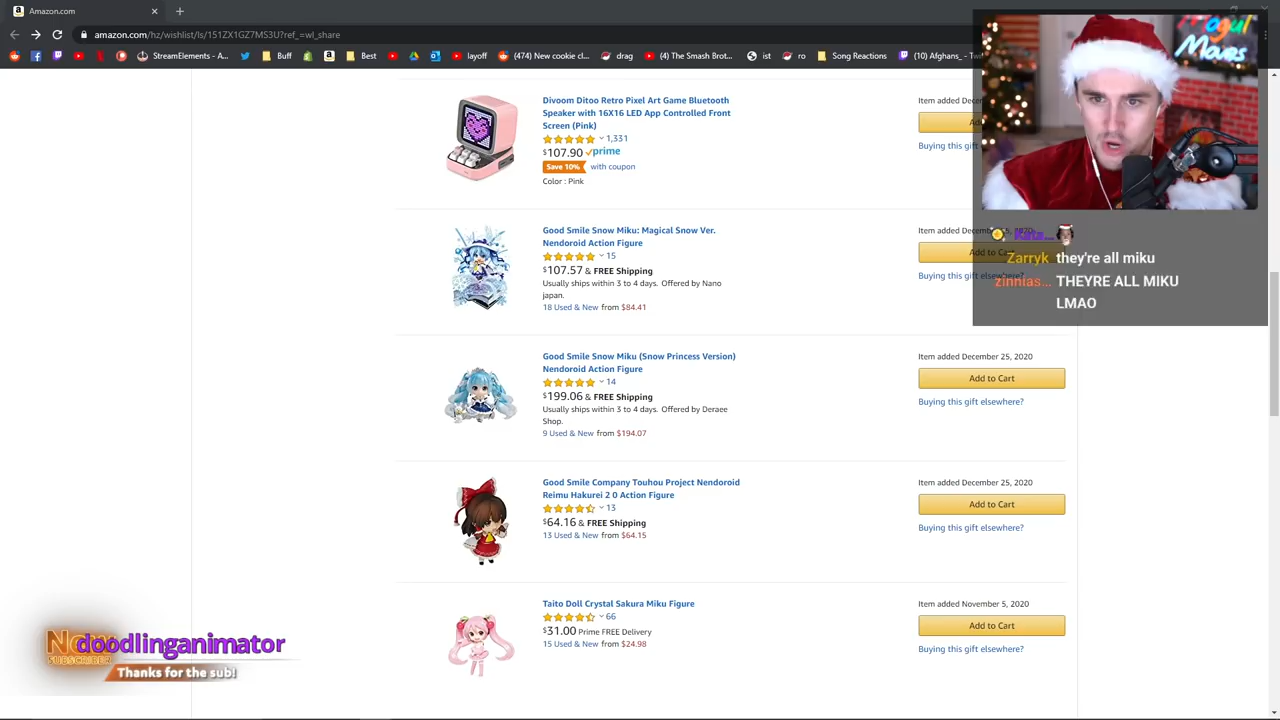 Amazon.com
amazon.com/hz/wishlist/ls/151ZX1GZ7MS3U?ref_=wl_share
StreamElements - A...
Buff
Best
layoff
(474) New cookie cl...
drag
(4) The Smash Brot...
ist
ro
Song Reactions
(10) Afghans_ - Twi
Mogul
Moves
Divoom Ditoo Retro Pixel Art Game Bluetooth
Speaker with 16X16 LED App Controlled Front
Screen (Pink)
1,331
$107.90 prime
Save 10% with coupon
Color : Pink
Item added Decem
Ad
Buying this gift
Good Smile Snow Miku: Magical Snow Ver.
Nendoroid Action Figure
15
$107.57 & FREE Shipping
Usually ships within 3 to 4 days. Offered by Nano
japan.
18 Used & New from $84.41
Item added December 25, 2020
Add to Cart
Buying this gift elsewhere?
Zarryk they're all miku
zinnias... THEYRE ALL MIKU
LMAO
Good Smile Snow Miku (Snow Princess Version)
Nendoroid Action Figure
14
$199.06 & FREE Shipping
Usually ships within 3 to 4 days. Offered by Deraee
Shop.
9 Used & New from $194.07
Item added December 25, 2020
Add to Cart
Buying this gift elsewhere?
Good Smile Company Touhou Project Nendoroid
Reimu Hakurei 2 0 Action Figure
13
$64.16 & FREE Shipping
13 Used & New from $64.15
Item added December 25, 2020
Add to Cart
Buying this gift elsewhere?
Taito Doll Crystal Sakura Miku Figure
66
$31.00 Prime FREE Delivery
15 Used & New from $24.98
Item added November 5, 2020
Add to Cart
Buying this gift elsewhere?
doodlinganimator
SUBSCRIBER
Thanks for the sub!